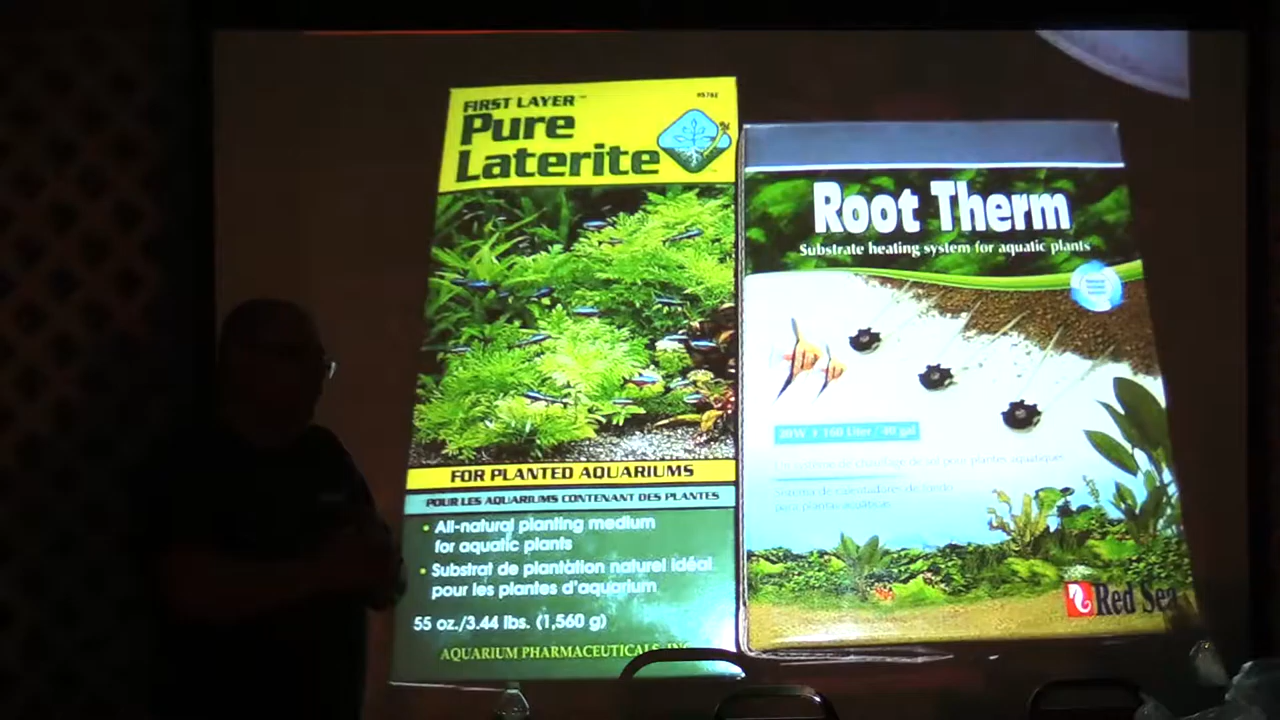 FIRST LAYER™
Pure
Laterite
FOR PLANTED AQUARIUMS
POUR LES AQUARIUMS CONTENANT DES PLANTES
• All-natural planting medium
for aquatic plants
• Substrat de plantation naturel idéal
pour les plantes d'aquarium
55 oz./3.44 lbs. (1,560 g)
AQUARIUM PHARMACEUTICALS, INC.
Root Therm
Substrate heating system for aquatic plants
Red Sea